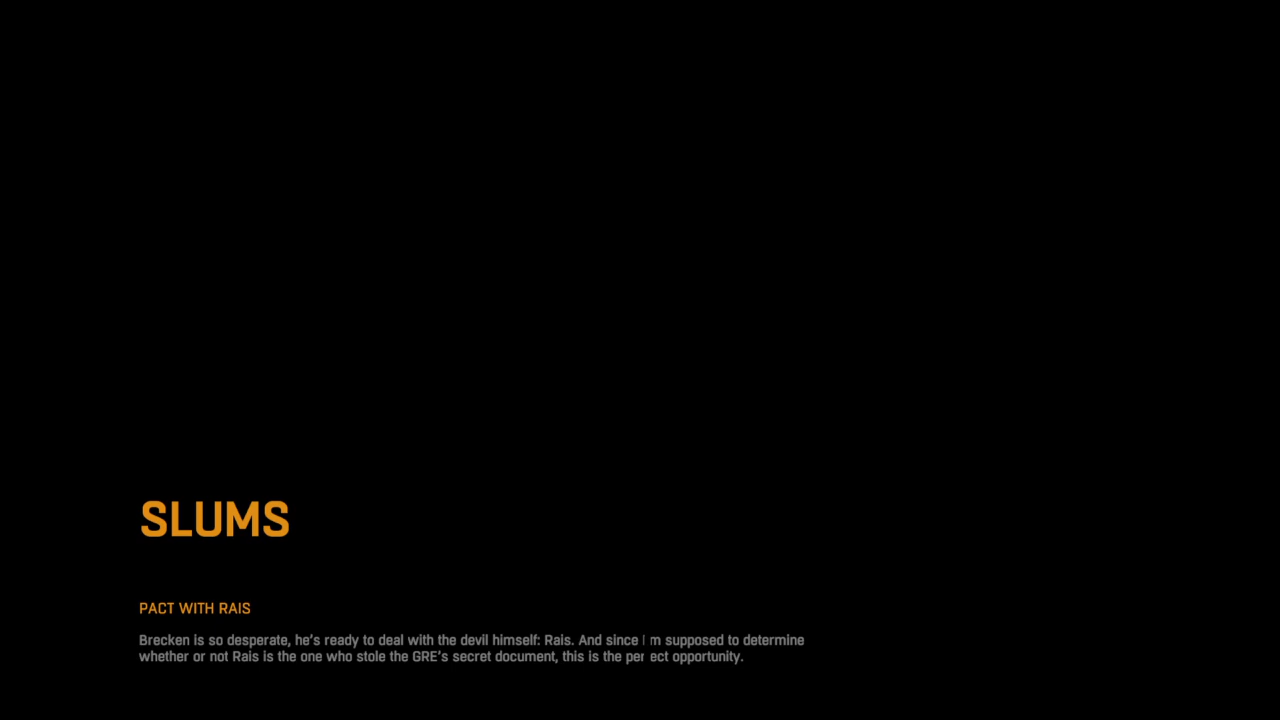 SLUMS
PACT WITH RAIS
Brecken is so desperate, he's ready to deal with the devil himself: Rais. And since I'm supposed to determine
whether or not Rais is the one who stole the GRE's secret document, this is the perfect opportunity.